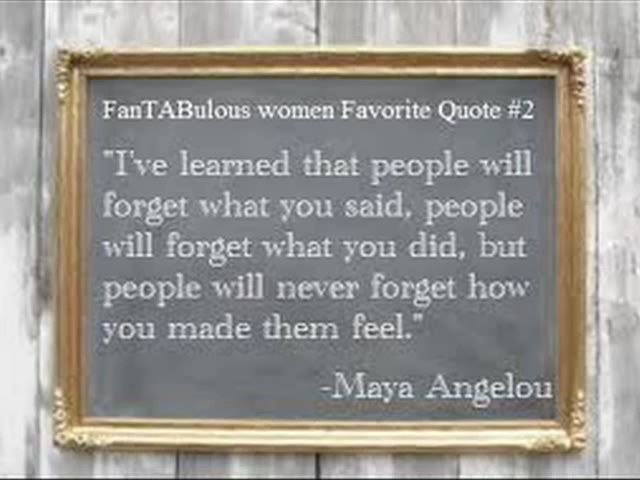 FanTABulous women Favorite Quote #2
"I've learned that people will
forget what you said, people
will forget what you did, but
people will never forget how
you made them feel."
-Maya Angelou